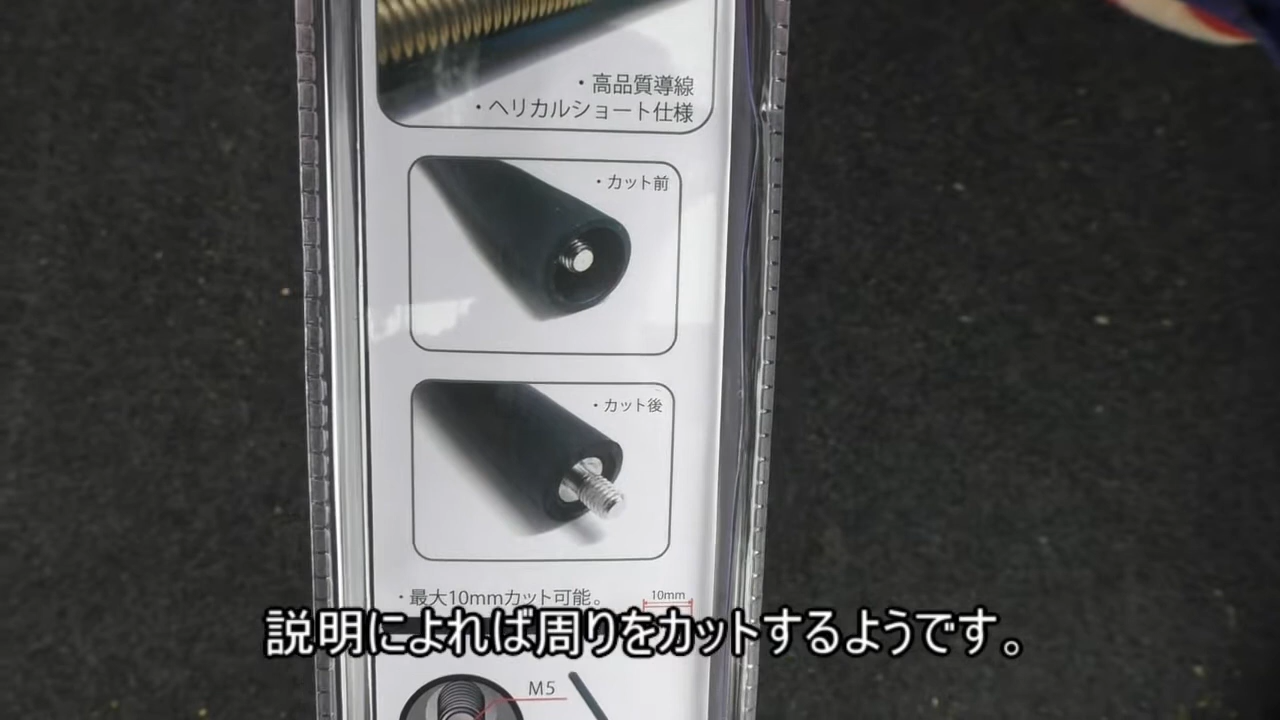 ・高品質導線
・ヘリカルショート仕様
・カット前
・カット後
・最大10mmカット可能。
10mm
説明によれば周りをカットするようです。
M5